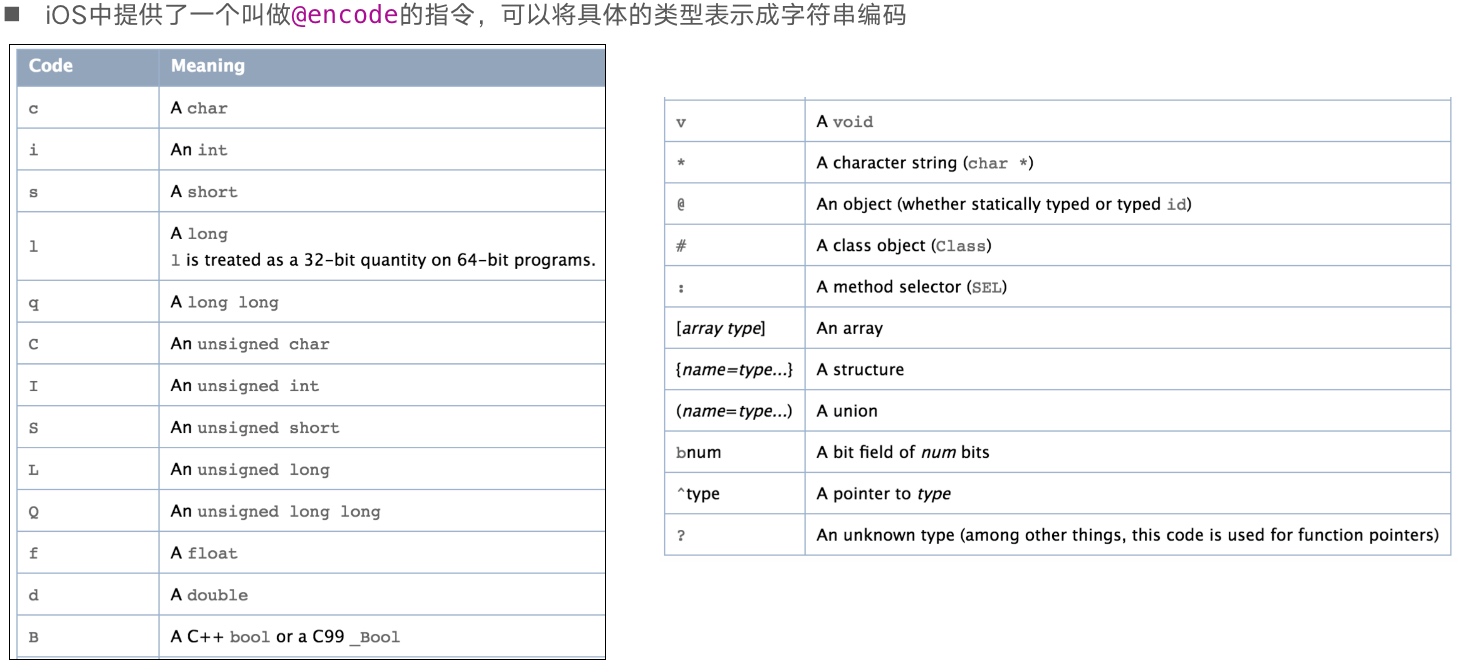 ■ iOS中提供了一个叫做@encode的指令，可以将具体的类型表示成字符串编码
Code Meaning
c A char
i An int
s A short
l A long
l is treated as a 32-bit quantity on 64-bit programs.
q A long long
C An unsigned char
I An unsigned int
S An unsigned short
L An unsigned long
Q An unsigned long long
f A float
d A double
B A C++ bool or a C99 _Bool
v A void
* A character string (char *)
@ An object (whether statically typed or typed id)
# A class object (Class)
: A method selector (SEL)
[array type] An array
{name=type...} A structure
(name=type...) A union
bnum A bit field of num bits
^type A pointer to type
? An unknown type (among other things, this code is used for function pointers)